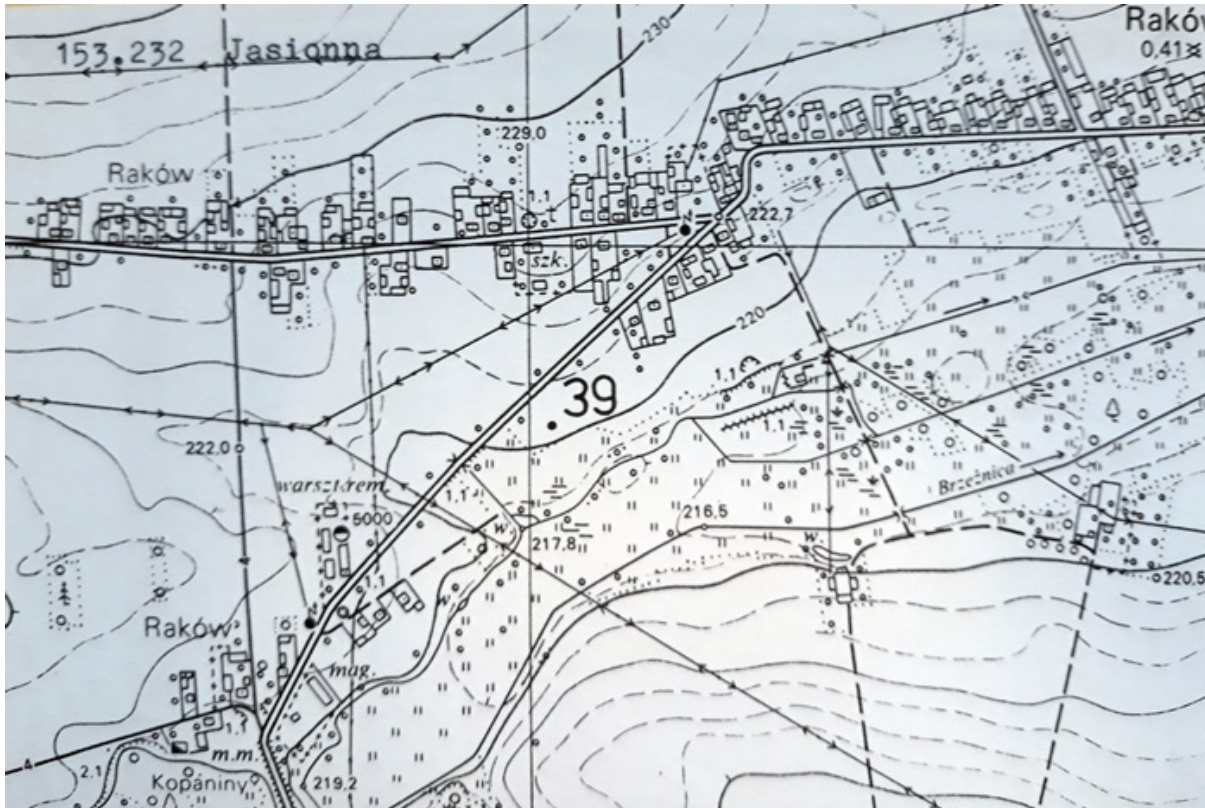 153.232 Jasionna
230
Raków
0,41
229,0
Raków
1,1
222,7
szk.
220
1,1
39
1,1
222,0
warszt.rem.
1,1
5000
Brzeźnica
216,5
w
217,8
w
1,1
220,5
w
Raków
mag.
1,1
m.m.
4
2,1
Kopaniny
219,2